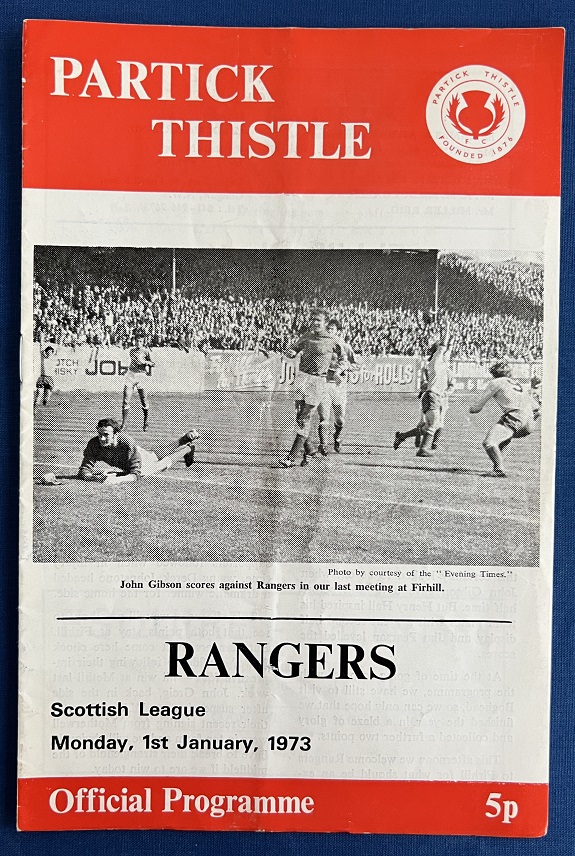 PARTICK
THISTLE
PARTICK THISTLE
F C
FOUNDED 1876
Photo by courtesy of the "Evening Times."
John Gibson scores against Rangers in our last meeting at Firhill.
RANGERS
Scottish League
Monday, 1st January, 1973
Official Programme
5p